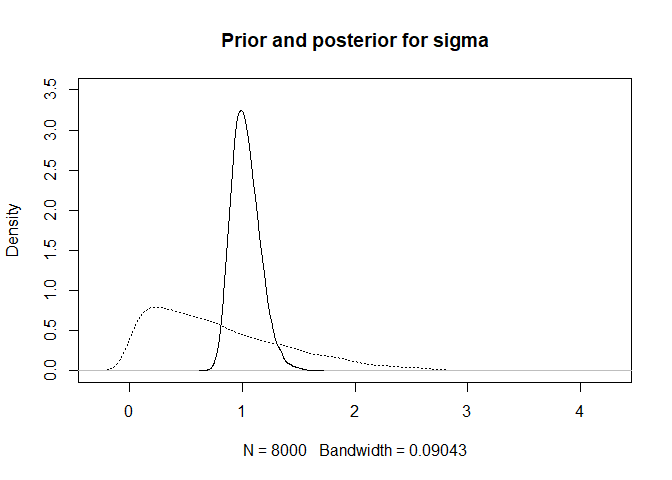 Prior and posterior for sigma
3.5
3.0
2.5
2.0
1.5
1.0
0.5
0.0
Density
0 1 2 3 4
N = 8000 Bandwidth = 0.09043